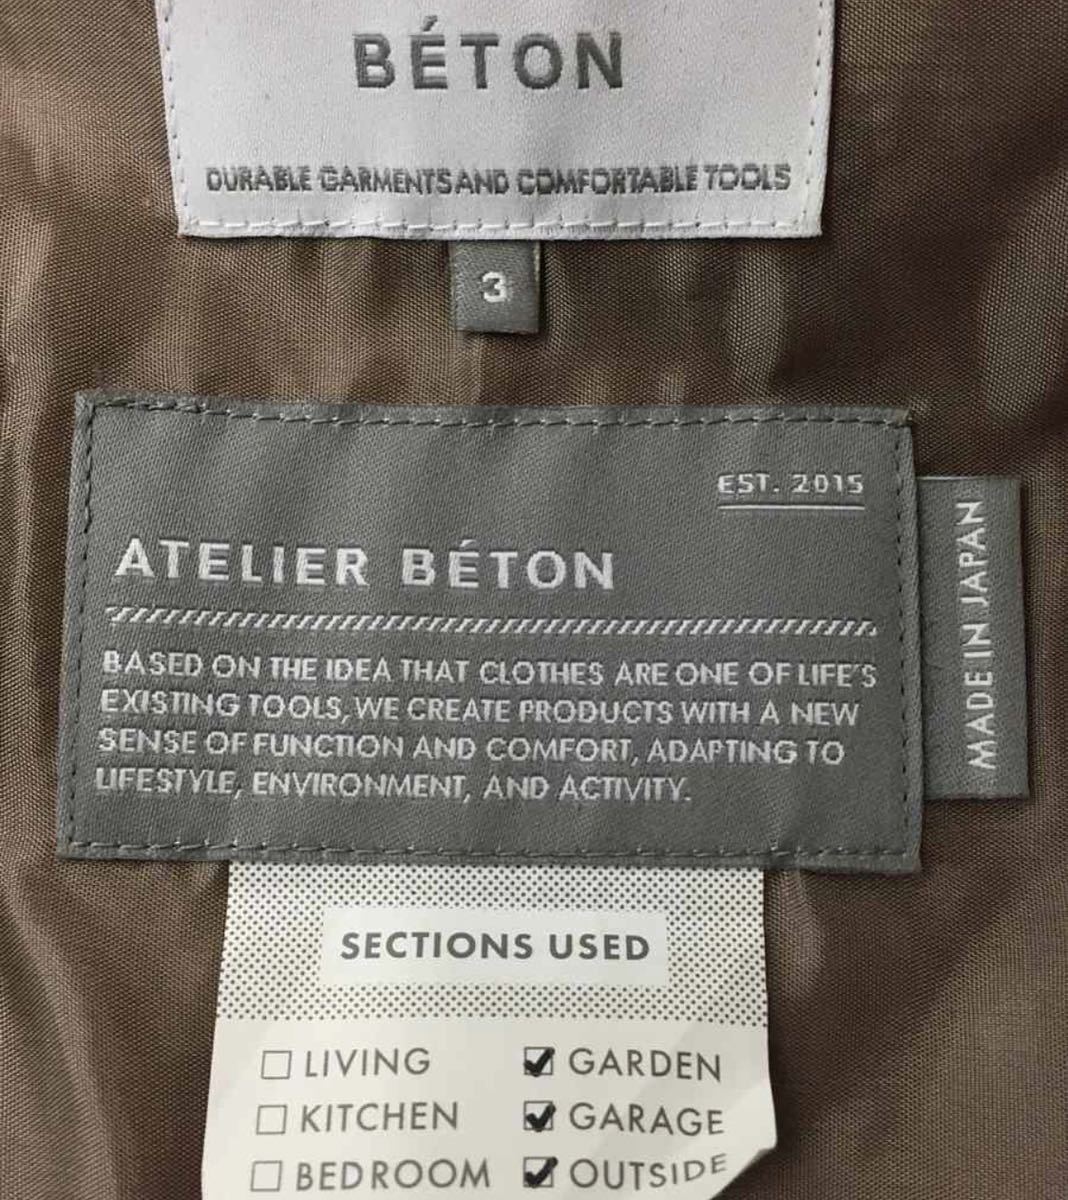 BÉTON
DURABLE GARMENTS AND COMFORTABLE TOOLS
3
EST. 2015
ATELIER BÉTON
BASED ON THE IDEA THAT CLOTHES ARE ONE OF LIFE'S
EXISTING TOOLS, WE CREATE PRODUCTS WITH A NEW
SENSE OF FUNCTION AND COMFORT, ADAPTING TO
LIFESTYLE, ENVIRONMENT, AND ACTIVITY.
MADE IN JAPAN
SECTIONS USED
☐ LIVING ☑ GARDEN
☐ KITCHEN ☑ GARAGE
☐ BEDROOM ☑ OUTSIDE